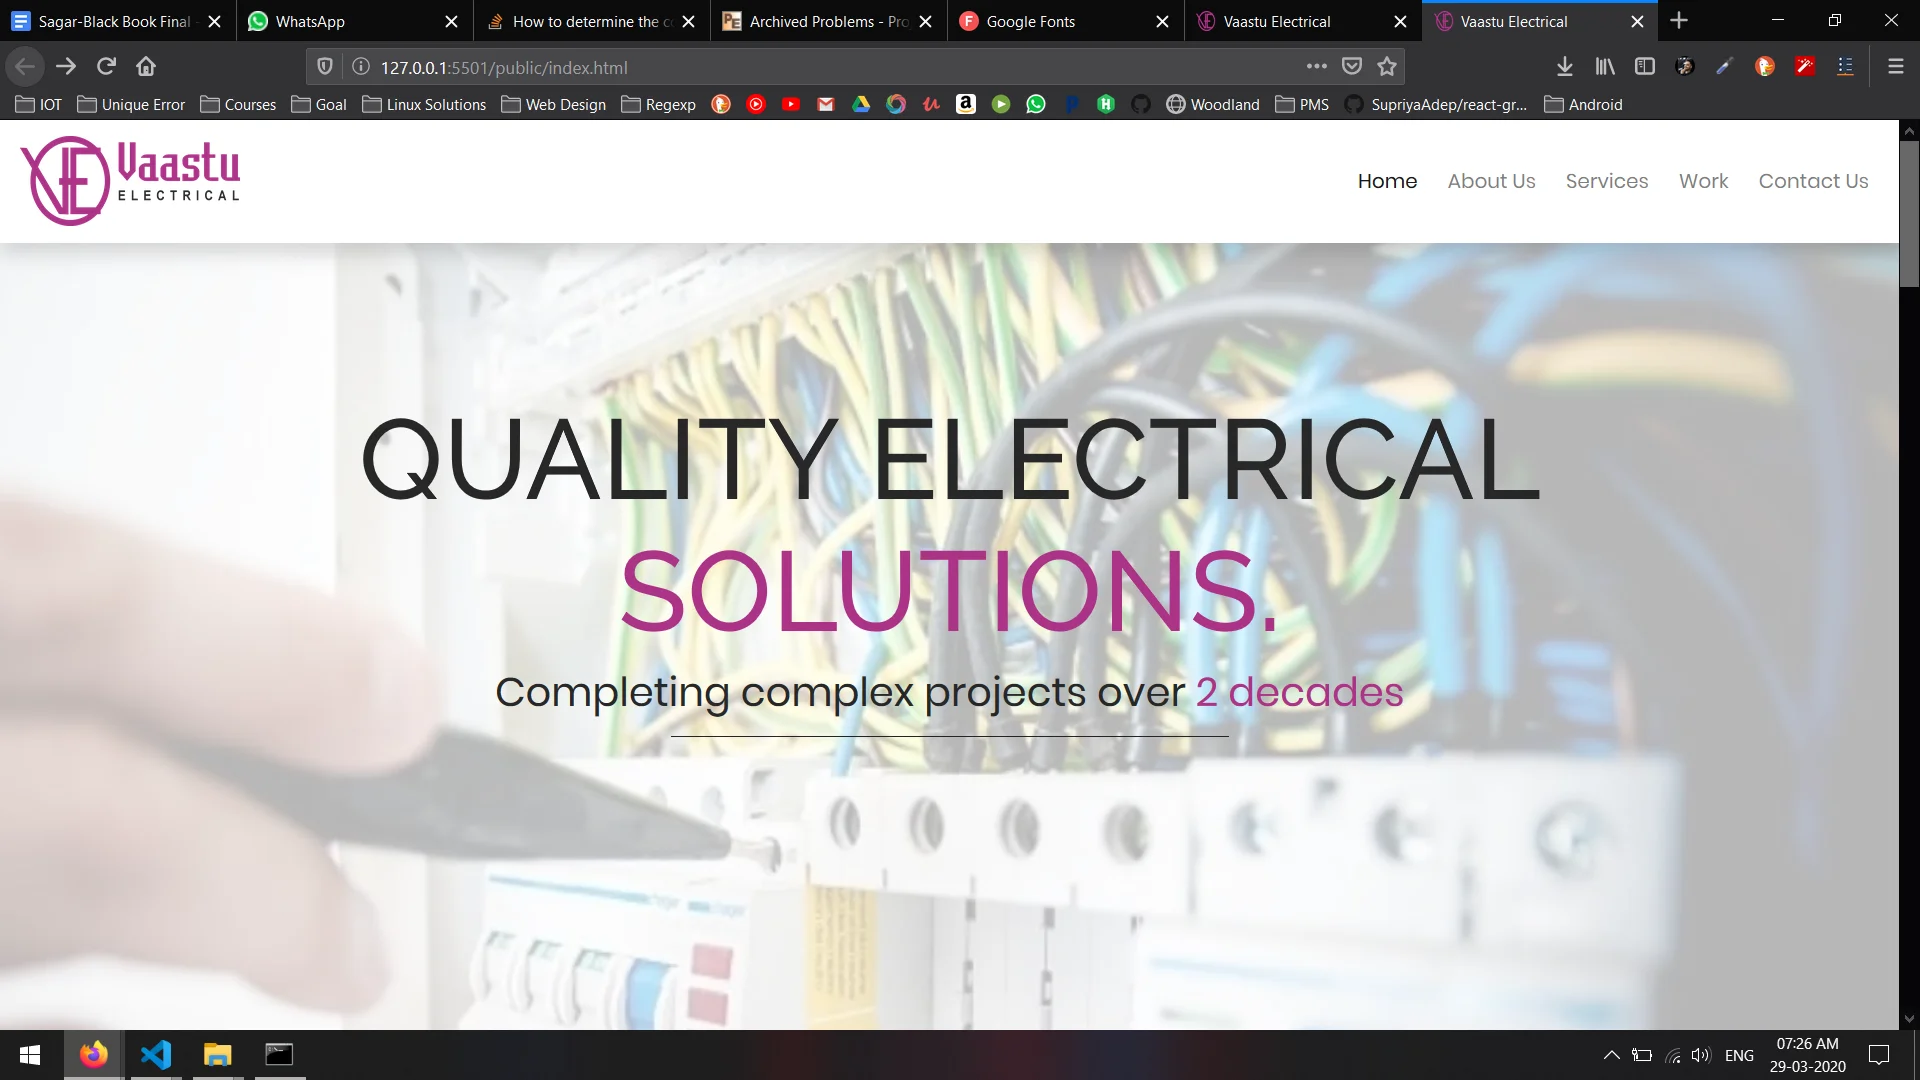 Sagar-Black Book Final -
WhatsApp
How to determine the co
Archived Problems - Pro
Google Fonts
Vaastu Electrical
Vaastu Electrical
127.0.0.1:5501/public/index.html
IOT
Unique Error
Courses
Goal
Linux Solutions
Web Design
Regexp
Woodland
PMS
SupriyaAdep/react-gr...
Android
VE
Vaastu
ELECTRICAL
Home
About Us
Services
Work
Contact Us
QUALITY ELECTRICAL
SOLUTIONS.
Completing complex projects over 2 decades
ENG
07:26 AM
29-03-2020